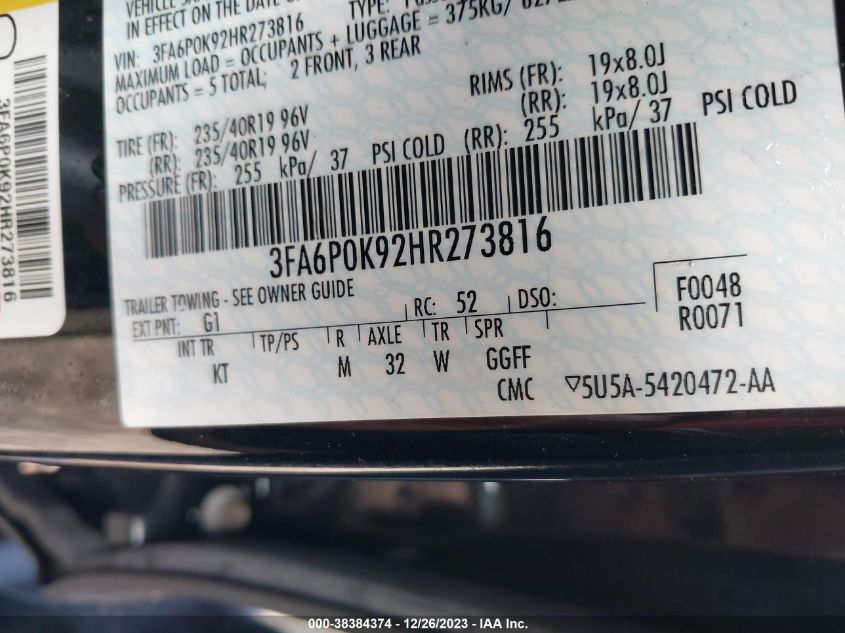 VEHICLE
IN EFFECT ON THE DATE OF TYPE:
VIN: 3FA6P0K92HR273816
MAXIMUM LOAD = OCCUPANTS + LUGGAGE = 375KG/
OCCUPANTS = 5 TOTAL; 2 FRONT, 3 REAR
RIMS (FR): 19x8.0J
(RR): 19x8.0J
TIRE (FR): 235/40R19 96V
(RR): 235/40R19 96V
PRESSURE (FR): 255 kPa/ 37 PSI COLD (RR): 255 kPa/ 37 PSI COLD
3FA6P0K92HR273816
TRAILER TOWING - SEE OWNER GUIDE
EXT PNT: G1 RC: 52 DSO:
F0048
R0071
INT TR TP/PS R AXLE TR SPR
KT M 32 W GGFF
CMC ▽5U5A-5420472-AA
3FA6P0K92HR273816
000-38384374 | 12/26/2023 - IAA Inc.